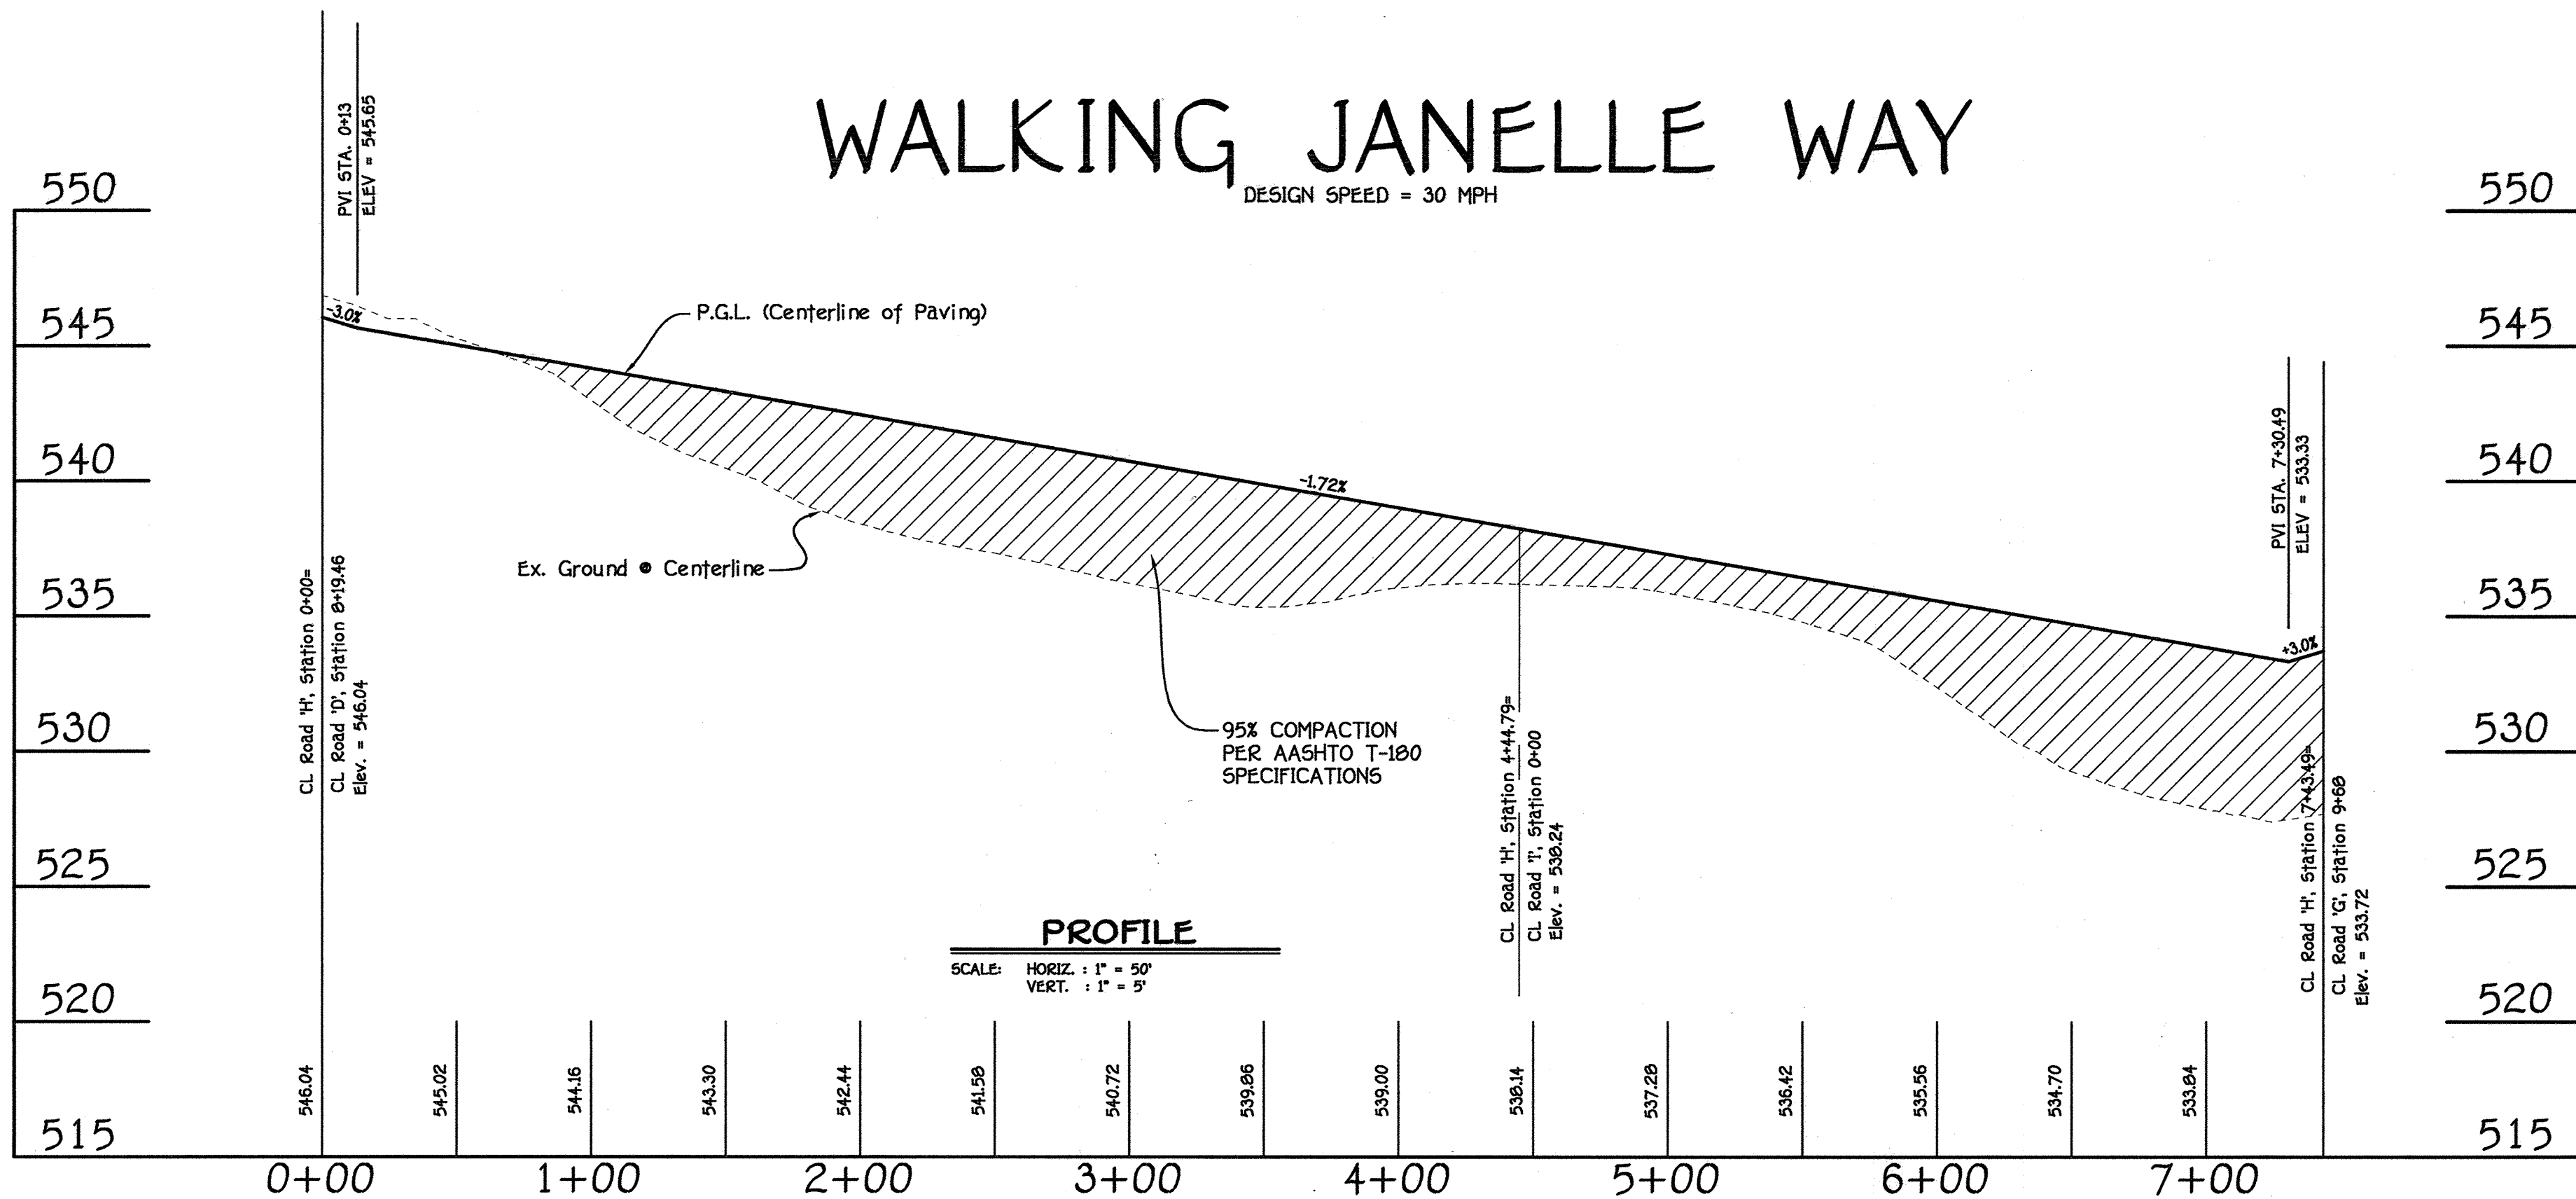 WALKING JANELLE WAY
DESIGN SPEED = 30 MPH
PVI STA. 0+13
ELEV = 545.65
550
545
540
535
530
525
520
515
550
545
540
535
530
525
520
515
-3.0%
P.G.L. (Centerline of Paving)
-1.72%
Ex. Ground @ Centerline
95% COMPACTION
PER AASHTO T-180
SPECIFICATIONS
CL Road 'H', Station 0+00=
CL Road 'D', Station 8+19.46
Elev. = 546.04
CL Road 'H', Station 4+44.79=
CL Road 'I', Station 0+00
Elev. = 538.24
PVI STA. 7+30.49
ELEV = 533.33
+3.0%
CL Road 'H', Station 7+43.49=
CL Road 'G', Station 9+68
Elev. = 533.72
PROFILE
SCALE: HORIZ. : 1" = 50'
VERT. : 1" = 5'
546.04
545.02
544.16
543.30
542.44
541.58
540.72
539.86
539.00
538.14
537.28
536.42
535.56
534.70
533.84
0+00
1+00
2+00
3+00
4+00
5+00
6+00
7+00